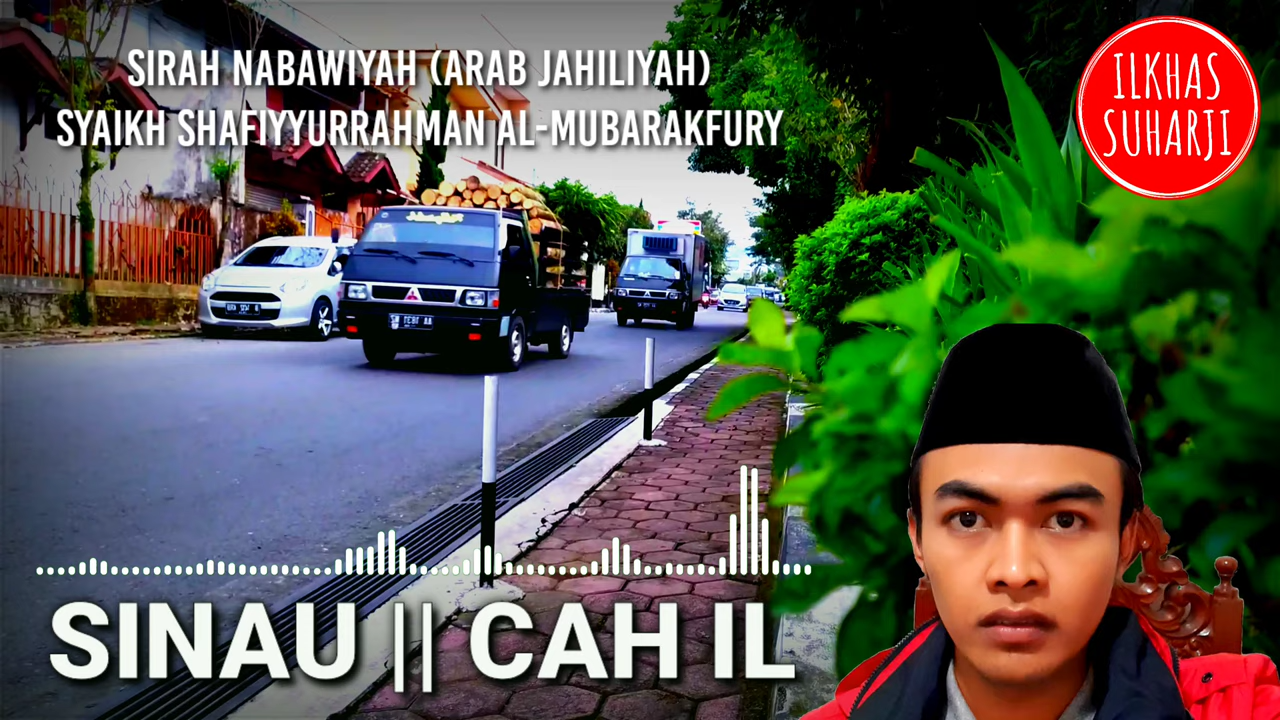 SIRAH NABAWIYAH (ARAB JAHILIYAH)
SYAIKH SHAFIYYURRAHMAN AL-MUBARAKFURY
ILKHAS
SUHARJI
SINAU || CAH IL